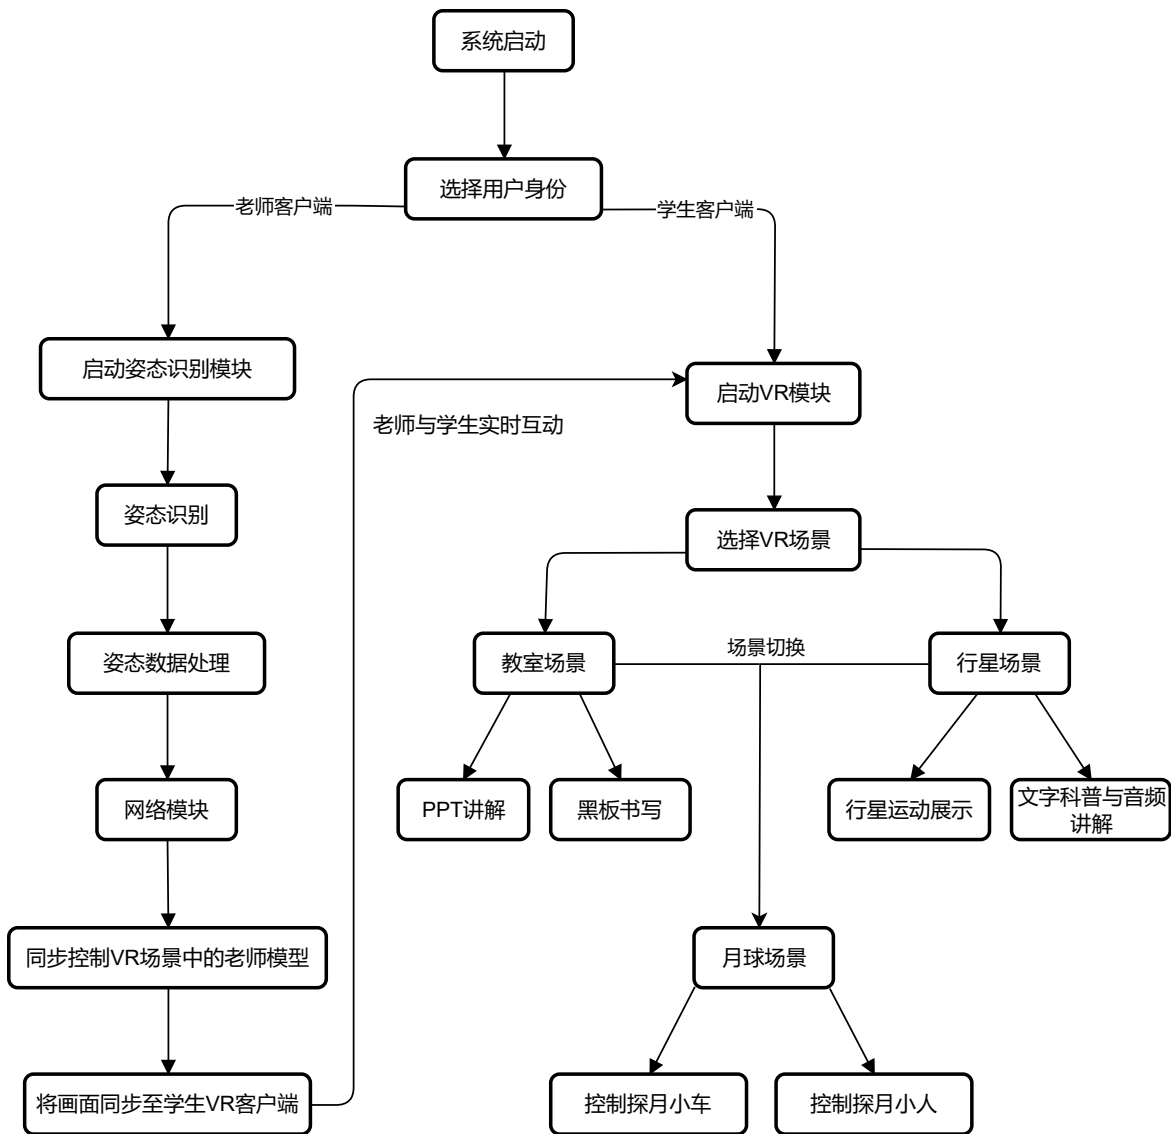 系统启动
选择用户身份
老师客户端
学生客户端
启动姿态识别模块
启动VR模块
老师与学生实时互动
姿态识别
选择VR场景
姿态数据处理
教室场景
场景切换
行星场景
网络模块
PPT讲解
黑板书写
行星运动展示
文字科普与音频
讲解
同步控制VR场景中的老师模型
月球场景
将画面同步至学生VR客户端
控制探月小车
控制探月小人